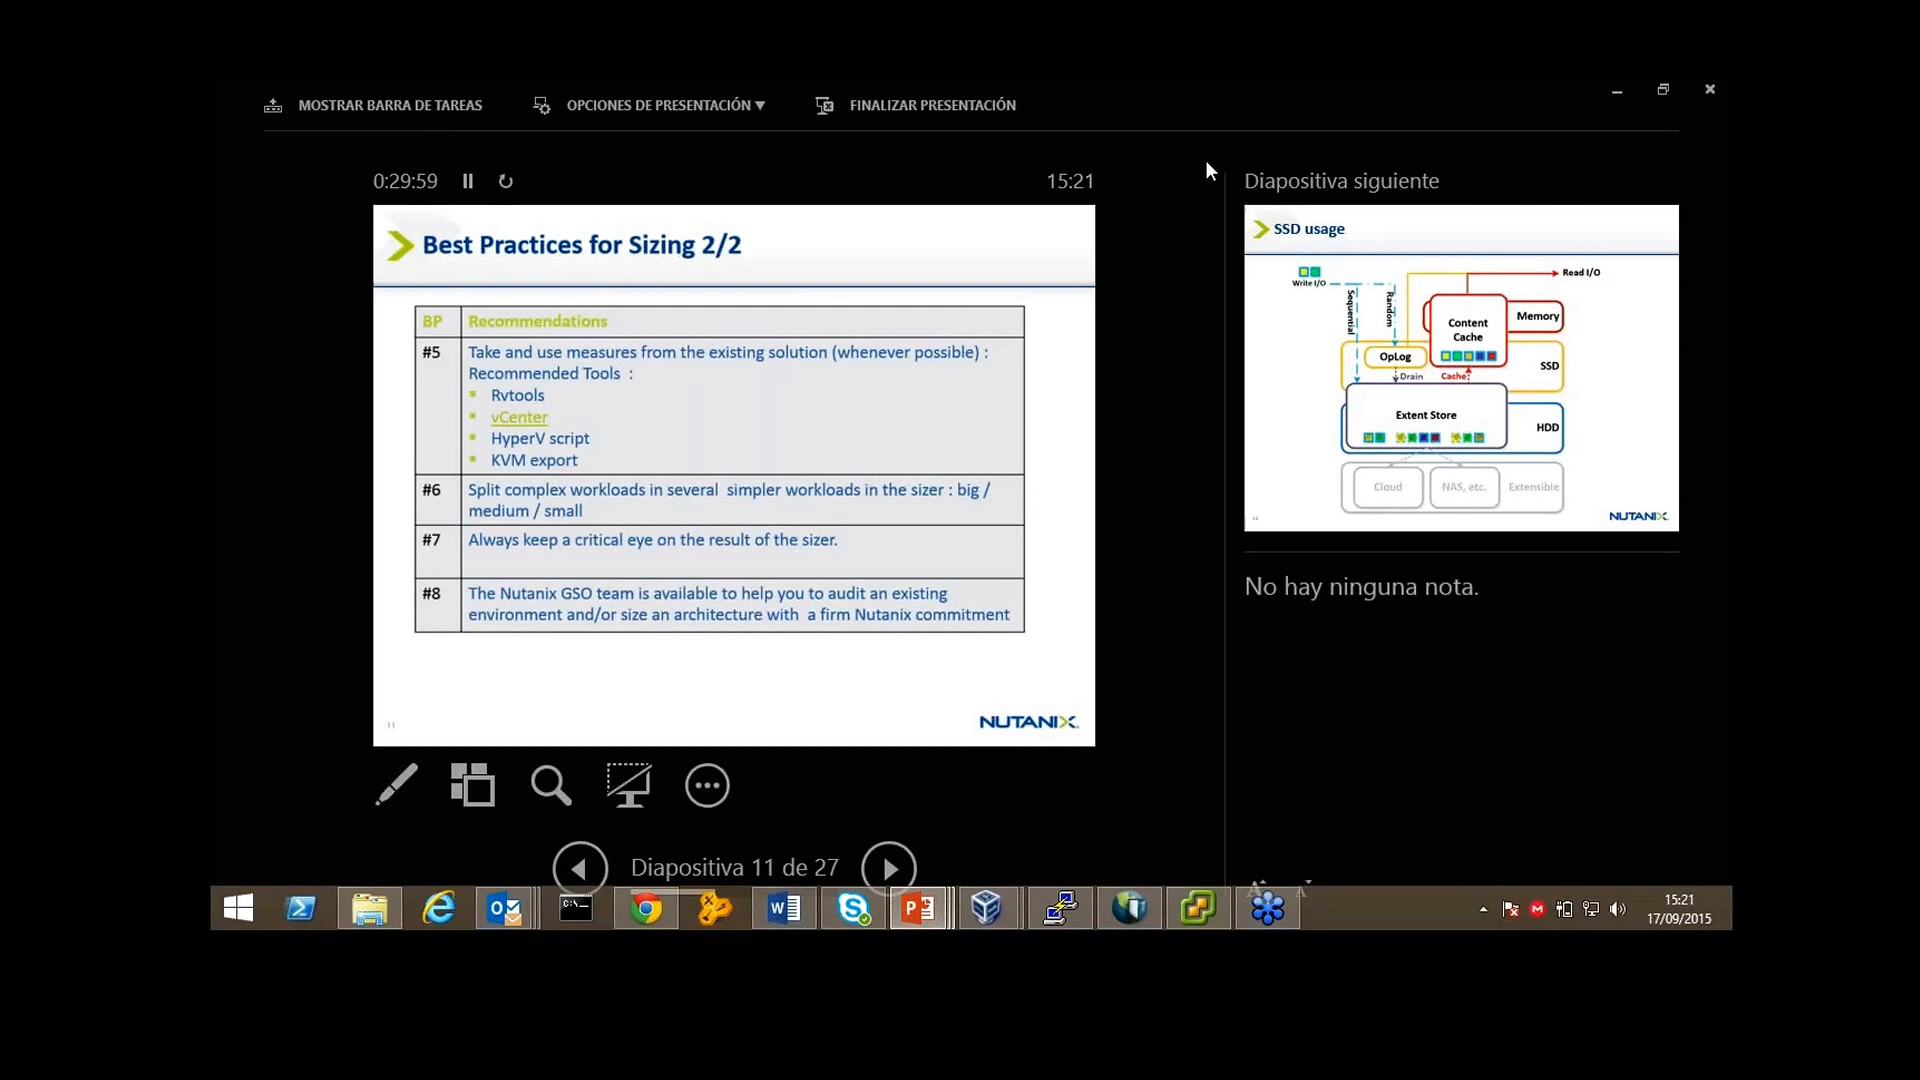 MOSTRAR BARRA DE TAREAS
OPCIONES DE PRESENTACIÓN ▼
FINALIZAR PRESENTACIÓN
0:29:59
15:21
Best Practices for Sizing 2/2
BP
Recommendations
#5
Take and use measures from the existing solution (whenever possible) :
Recommended Tools :
Rvtools
vCenter
HyperV script
KVM export
#6
Split complex workloads in several simpler workloads in the sizer : big /
medium / small
#7
Always keep a critical eye on the result of the sizer.
#8
The Nutanix GSO team is available to help you to audit an existing
environment and/or size an architecture with a firm Nutanix commitment
11
NUTANIX
Diapositiva 11 de 27
Diapositiva siguiente
SSD usage
Write I/O
Read I/O
Sequential
Random
Content
Cache
Memory
OpLog
SSD
Drain
Cache
Extent Store
HDD
Cloud
NAS, etc.
Extensible
NUTANIX
No hay ninguna nota.
15:21
17/09/2015